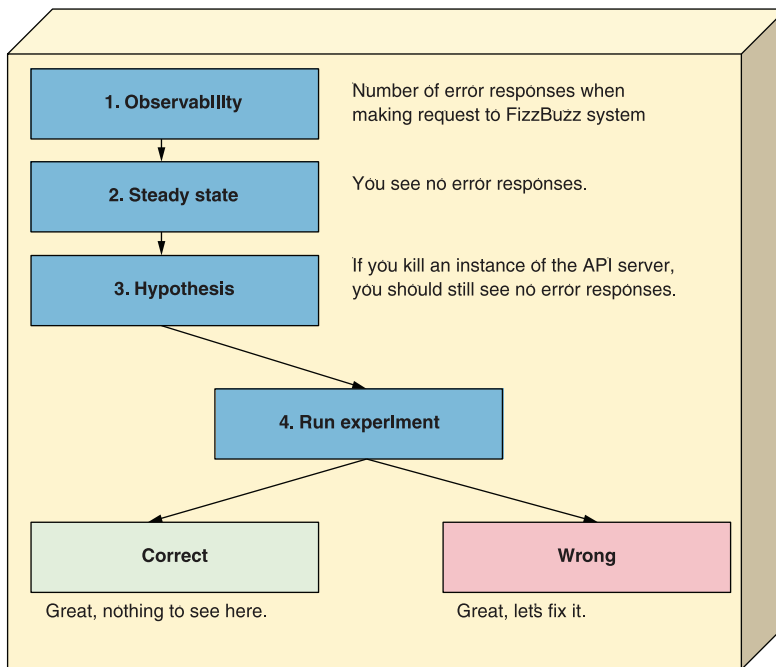 1. Observability
Number of error responses when
making request to FizzBuzz system
2. Steady state
You see no error responses.
3. Hypothesis
If you kill an instance of the API server,
you should still see no error responses.
4. Run experiment
Correct
Wrong
Great, nothing to see here.
Great, let's fix it.